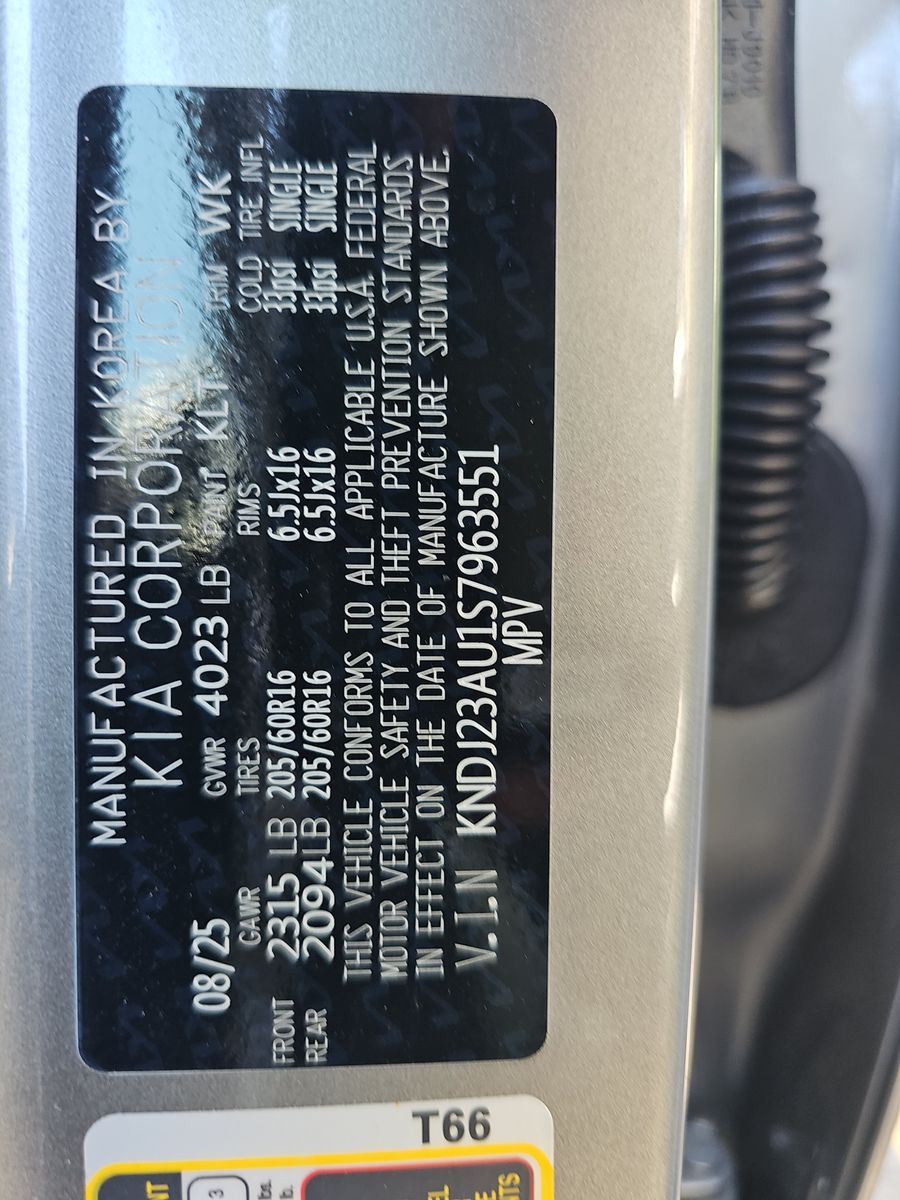 MANUFACTURED IN KOREA BY
KIA CORPORATION
08/25 GVWR 4023 LB PAINT KLT TRIM WK
GAWR TIRES RIMS COLD TIRE INFL
FRONT 2315 LB 205/60R16 6.5Jx16 33psi SINGLE
REAR 2094LB 205/60R16 6.5Jx16 33psi SINGLE
THIS VEHICLE CONFORMS TO ALL APPLICABLE U.S.A. FEDERAL
MOTOR VEHICLE SAFETY AND THEFT PREVENTION STANDARDS
IN EFFECT ON THE DATE OF MANUFACTURE SHOWN ABOVE.
V.I.N KNDJ23AU1S7963551
MPV
T66